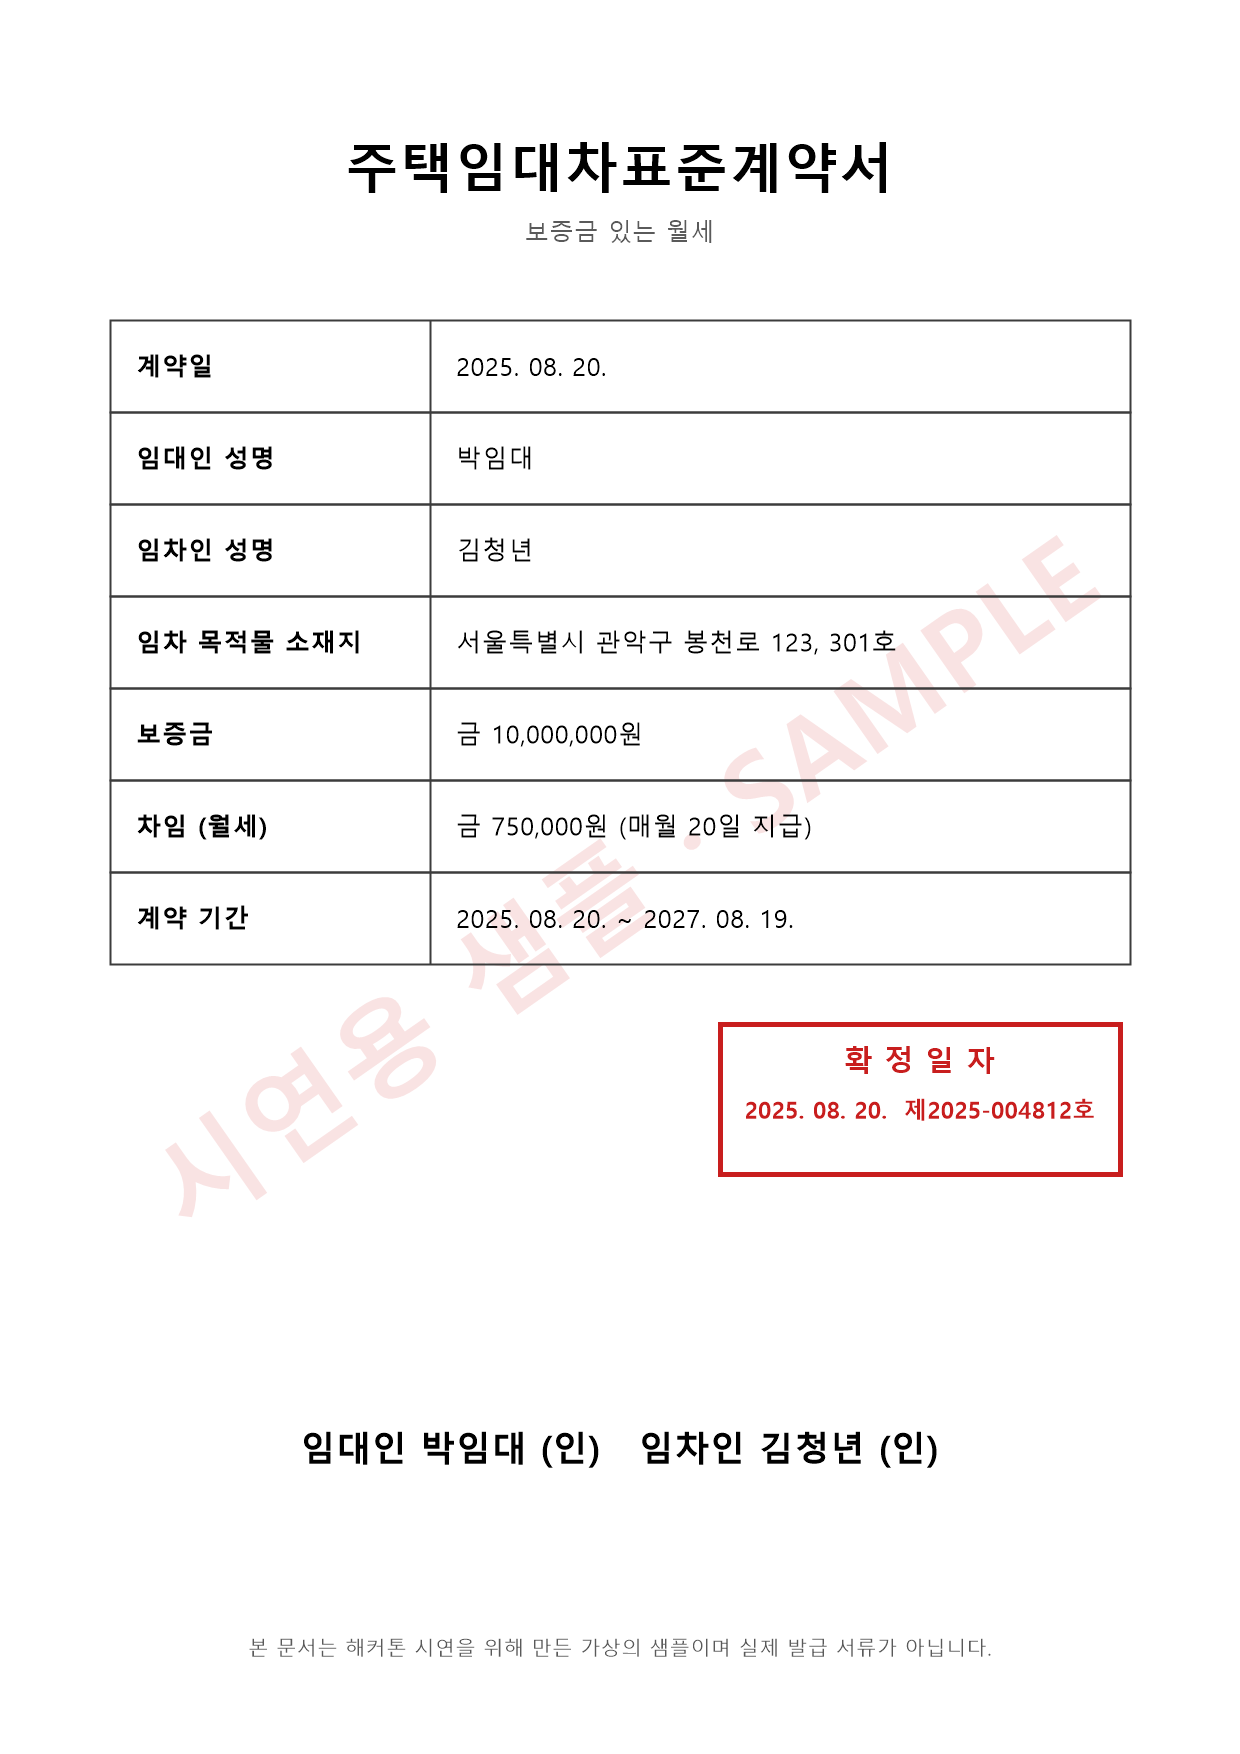 주택임대차표준계약서
보증금 있는 월세
계약일 2025. 08. 20.
임대인 성명 박임대
임차인 성명 김청년
임차 목적물 소재지 서울특별시 관악구 봉천로 123, 301호
보증금 금 10,000,000원
차임 (월세) 금 750,000원 (매월 20일 지급)
계약 기간 2025. 08. 20. ~ 2027. 08. 19.
시연용 샘플 · SAMPLE
확 정 일 자
2025. 08. 20. 제2025-004812호
임대인 박임대 (인) 임차인 김청년 (인)
본 문서는 해커톤 시연을 위해 만든 가상의 샘플이며 실제 발급 서류가 아닙니다.